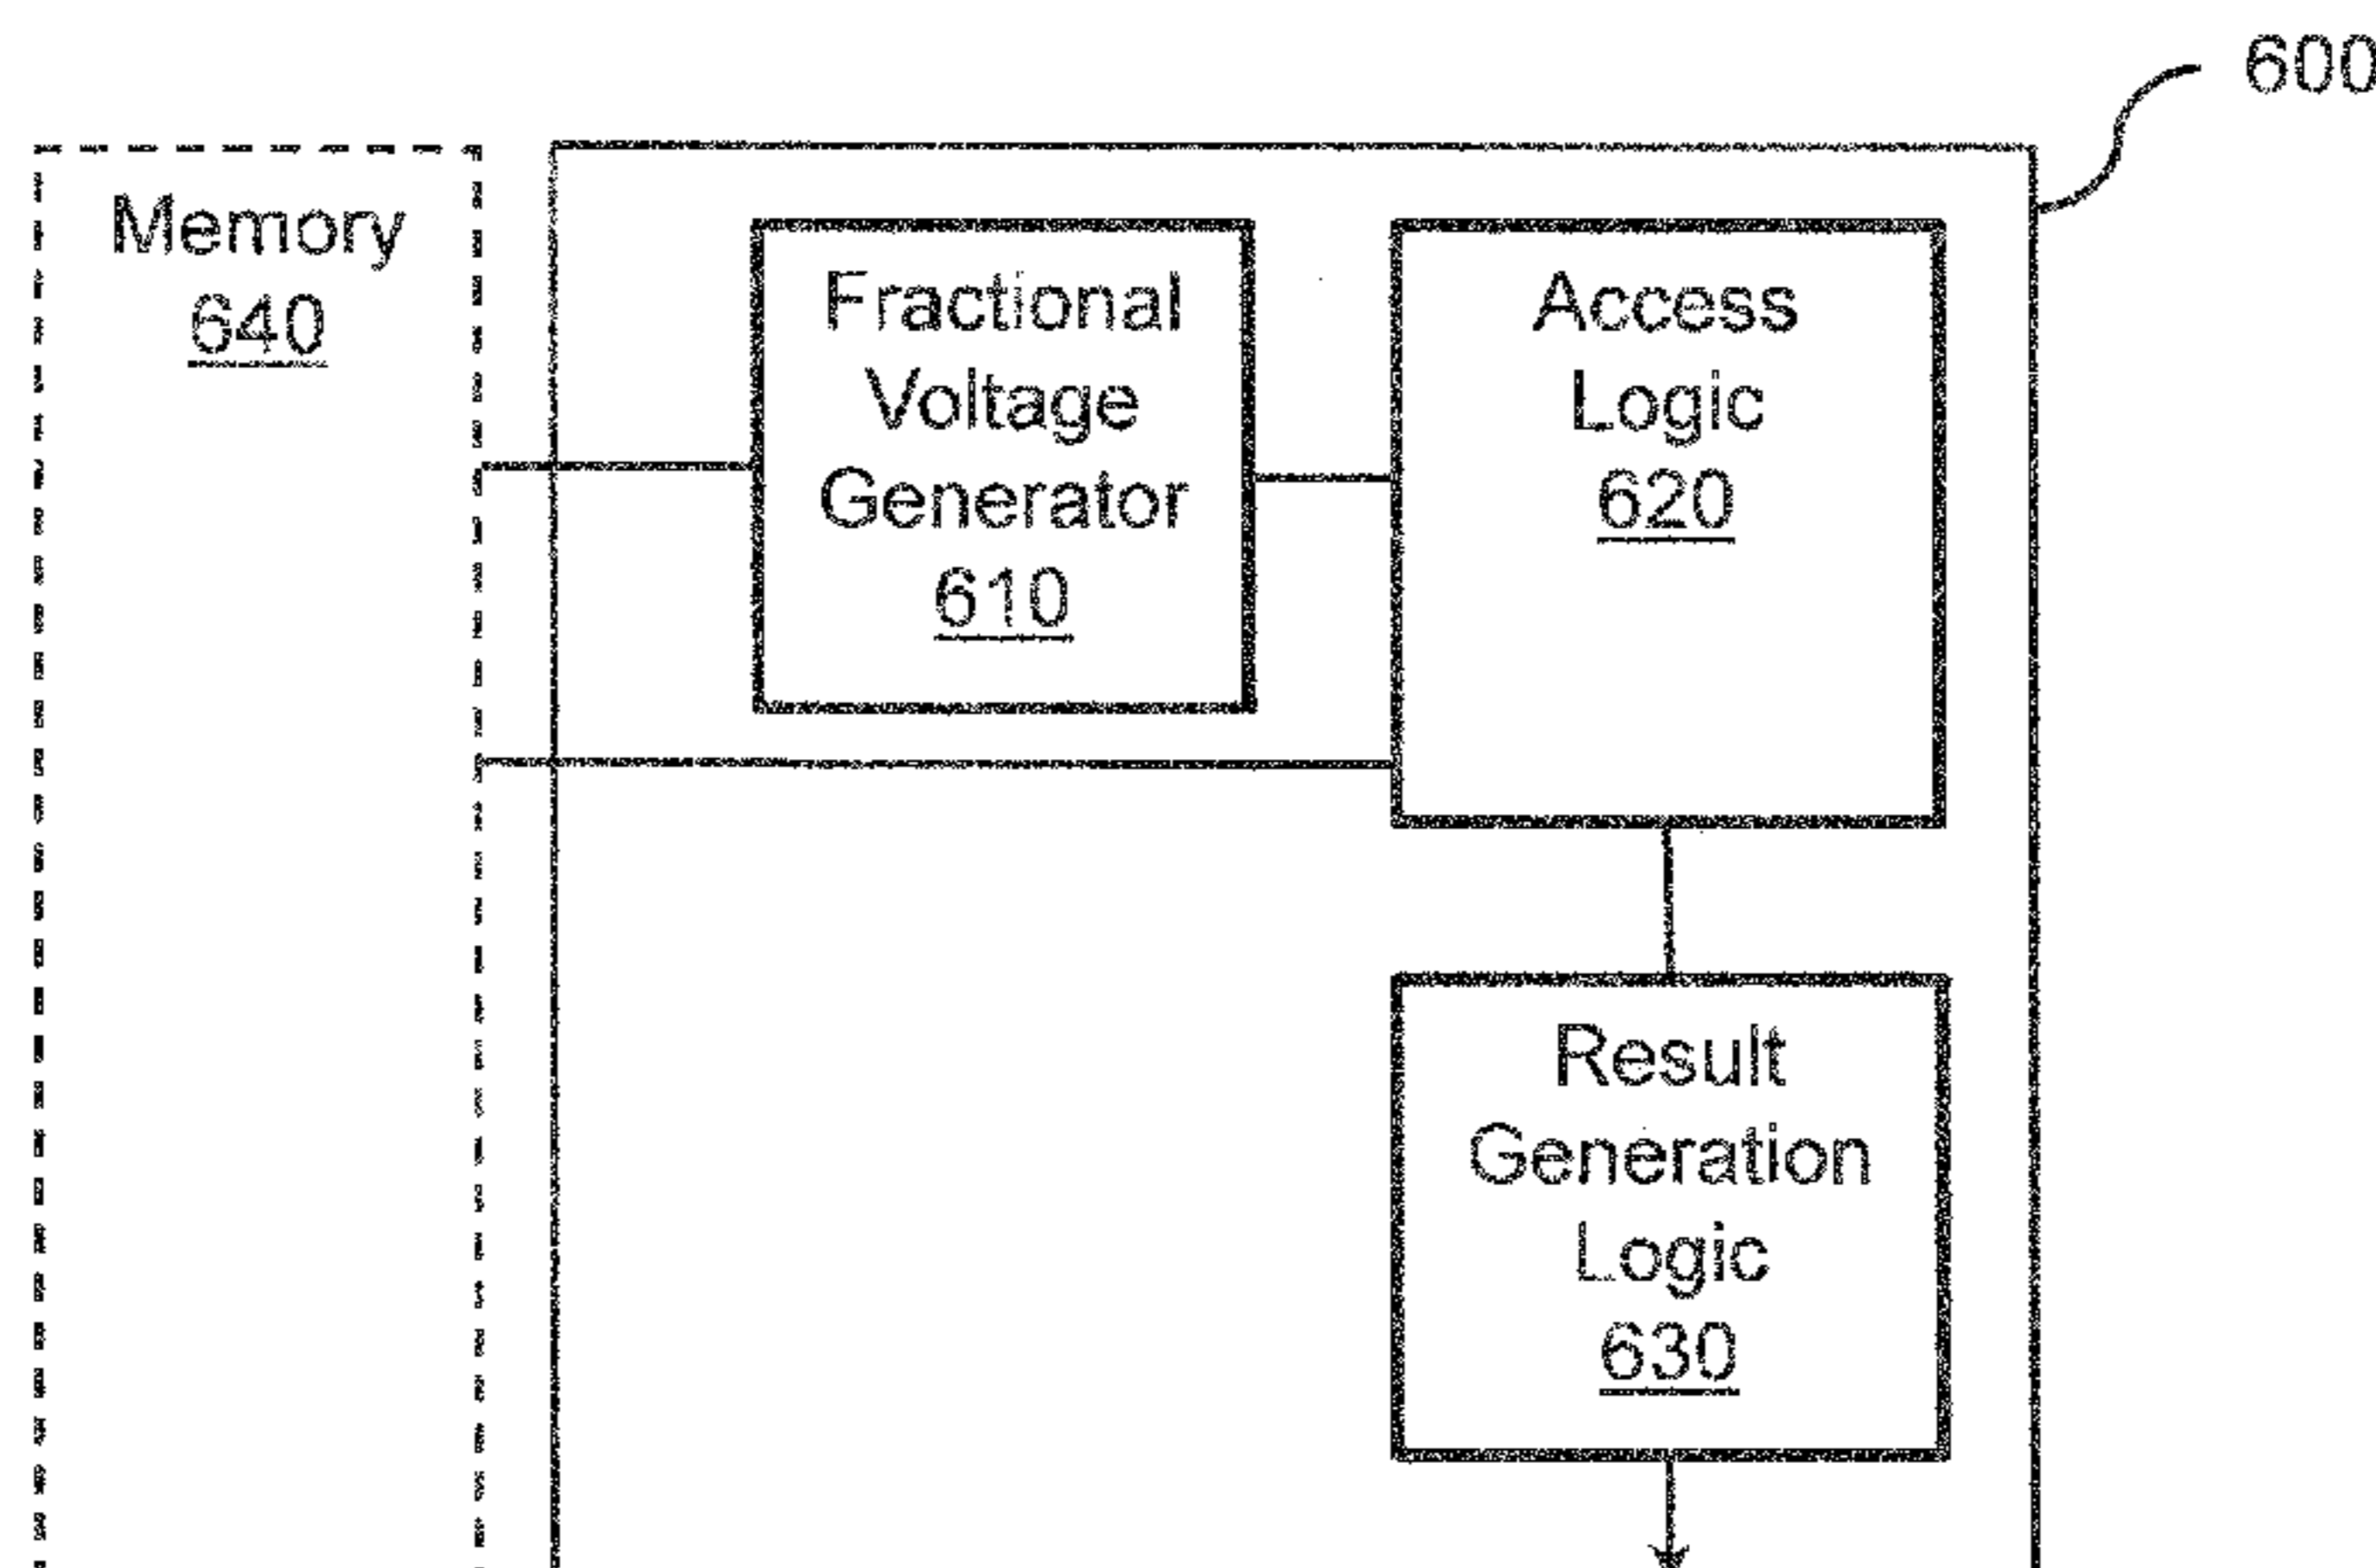 600
Memory
640
Fractional
Voltage
Generator
610
Access
Logic
620
Result
Generation
Logic
630